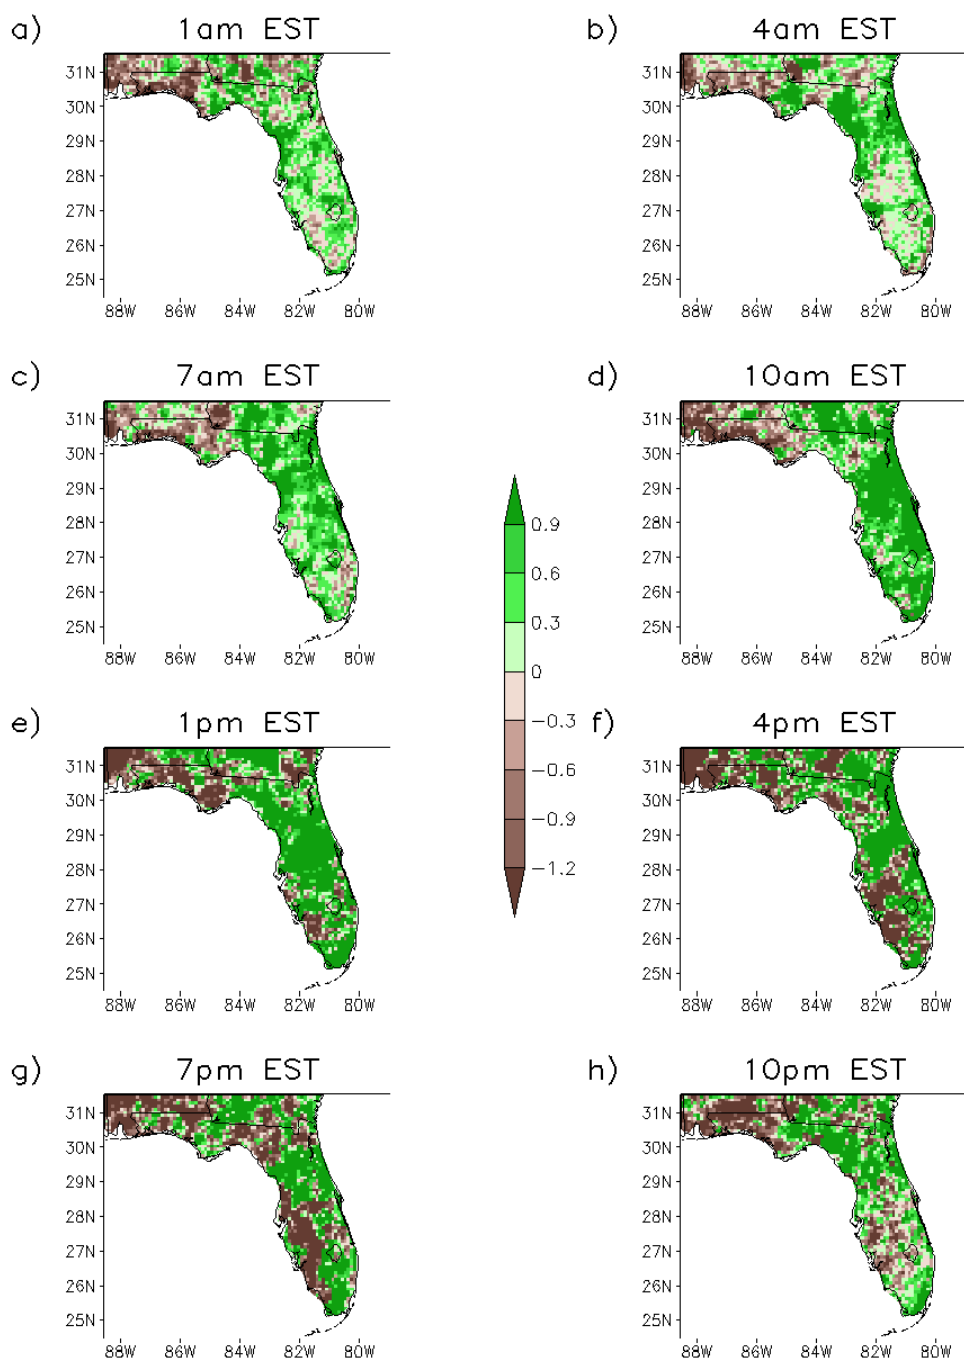 a) 1am EST
b) 4am EST
31N
30N
29N
28N
27N
26N
25N
88W 86W 84W 82W 80W
31N
30N
29N
28N
27N
26N
25N
88W 86W 84W 82W 80W
c) 7am EST
d) 10am EST
31N
30N
29N
28N
27N
26N
25N
88W 86W 84W 82W 80W
31N
30N
29N
28N
27N
26N
25N
88W 86W 84W 82W 80W
0.9
0.6
0.3
0
-0.3
-0.6
-0.9
-1.2
e) 1pm EST
f) 4pm EST
31N
30N
29N
28N
27N
26N
25N
88W 86W 84W 82W 80W
31N
30N
29N
28N
27N
26N
25N
88W 86W 84W 82W 80W
g) 7pm EST
h) 10pm EST
31N
30N
29N
28N
27N
26N
25N
88W 86W 84W 82W 80W
31N
30N
29N
28N
27N
26N
25N
88W 86W 84W 82W 80W